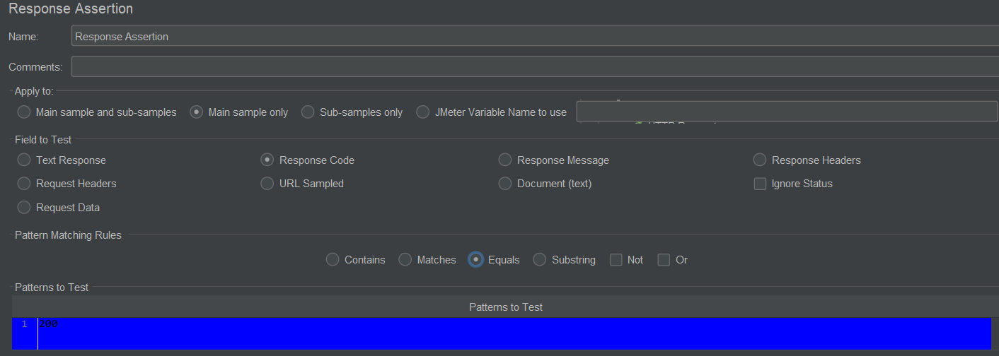 Response Assertion
Name: Response Assertion
Comments:
Apply to:
Main sample and sub-samples Main sample only Sub-samples only JMeter Variable Name to use
Field to Test
Text Response Response Code Response Message Response Headers
Request Headers URL Sampled Document (text) Ignore Status
Request Data
Pattern Matching Rules
Contains Matches Equals Substring Not Or
Patterns to Test
Patterns to Test
1 200